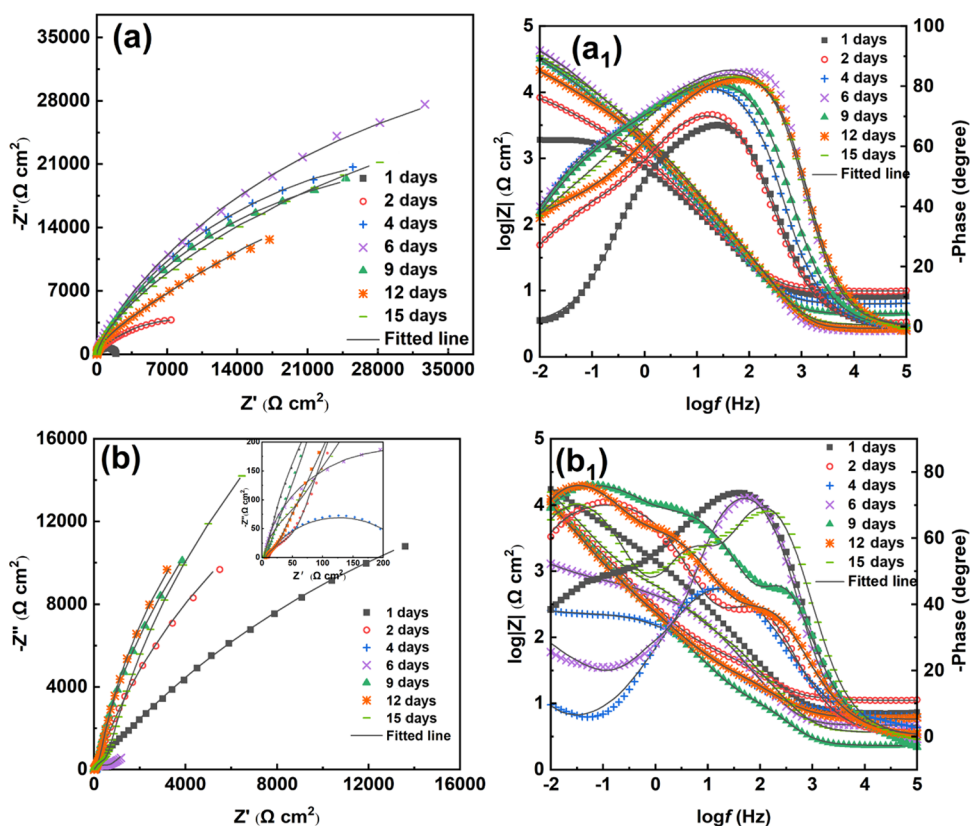 (a)
35000
28000
21000
14000
7000
0
-Z'' (Ω cm²)
0 7000 14000 21000 28000 35000
Z' (Ω cm²)
1 days
2 days
4 days
6 days
9 days
12 days
15 days
Fitted line
(a₁)
5
4
3
2
1
0
log|Z| (Ω cm²)
-2 -1 0 1 2 3 4 5
logf (Hz)
100
80
60
40
20
0
-Phase (degree)
1 days
2 days
4 days
6 days
9 days
12 days
15 days
Fitted line
(b)
16000
12000
8000
4000
0
-Z'' (Ω cm²)
0 4000 8000 12000 16000
Z' (Ω cm²)
200
150
100
50
0
-Z'' (Ω cm²)
0 50 100 150 200
Z' (Ω cm²)
1 days
2 days
4 days
6 days
9 days
12 days
15 days
Fitted line
(b₁)
5
4
3
2
1
0
log|Z| (Ω cm²)
-2 -1 0 1 2 3 4 5
logf (Hz)
80
60
40
20
0
-Phase (degree)
1 days
2 days
4 days
6 days
9 days
12 days
15 days
Fitted line